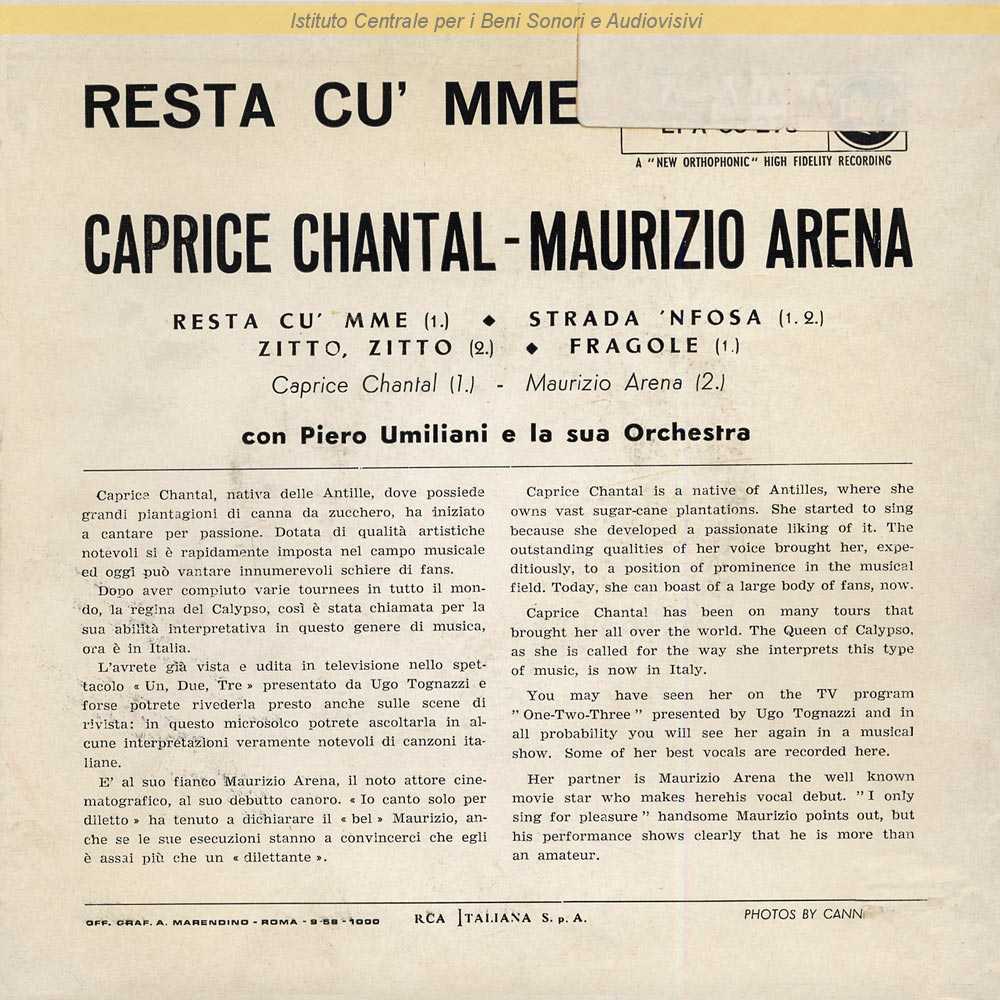 Istituto Centrale per i Beni Sonori e Audiovisivi
RESTA CU' MME
A "NEW ORTHOPHONIC" HIGH FIDELITY RECORDING
CAPRICE CHANTAL - MAURIZIO ARENA
RESTA CU' MME (1.) ◆ STRADA 'NFOSA (1. 2.)
ZITTO, ZITTO (2.) ◆ FRAGOLE (1.)
Caprice Chantal (1.) - Maurizio Arena (2.)
con Piero Umiliani e la sua Orchestra
Caprice Chantal, nativa delle Antille, dove possiede
grandi piantagioni di canna da zucchero, ha iniziato
a cantare per passione. Dotata di qualità artistiche
notevoli si è rapidamente imposta nel campo musicale
ed oggi può vantare innumerevoli schiere di fans.
Dopo aver compiuto varie tournees in tutto il mon-
do, la regina del Calypso, così è stata chiamata per la
sua abilità interpretativa in questo genere di musica,
ora è in Italia.
L'avrete già vista e udita in televisione nello spet-
tacolo « Un, Due, Tre » presentato da Ugo Tognazzi e
forse potrete rivederla presto anche sulle scene di
rivista: in questo microsolco potrete ascoltarla in al-
cune interpretazioni veramente notevoli di canzoni ita-
liane.
E' al suo fianco Maurizio Arena, il noto attore cine-
matografico, al suo debutto canoro. « Io canto solo per
diletto » ha tenuto a dichiarare il « bel » Maurizio, an-
che se le sue esecuzioni stanno a convincerci che egli
è assai più che un « dilettante ».
Caprice Chantal is a native of Antilles, where she
owns vast sugar-cane plantations. She started to sing
because she developed a passionate liking of it. The
outstanding qualities of her voice brought her, expe-
ditiously, to a position of prominence in the musical
field. Today, she can boast of a large body of fans, now.
Caprice Chantal has been on many tours that
brought her all over the world. The Queen of Calypso,
as she is called for the way she interprets this type
of music, is now in Italy.
You may have seen her on the TV program
"One-Two-Three" presented by Ugo Tognazzi and in
all probability you will see her again in a musical
show. Some of her best vocals are recorded here.
Her partner is Maurizio Arena the well known
movie star who makes herehis vocal debut. "I only
sing for pleasure" handsome Maurizio points out, but
his performance shows clearly that he is more than
an amateur.
OFF. GRAF. A. MARENDINO - ROMA - 9-58 - 1000
RCA ITALIANA S. p. A.
PHOTOS BY